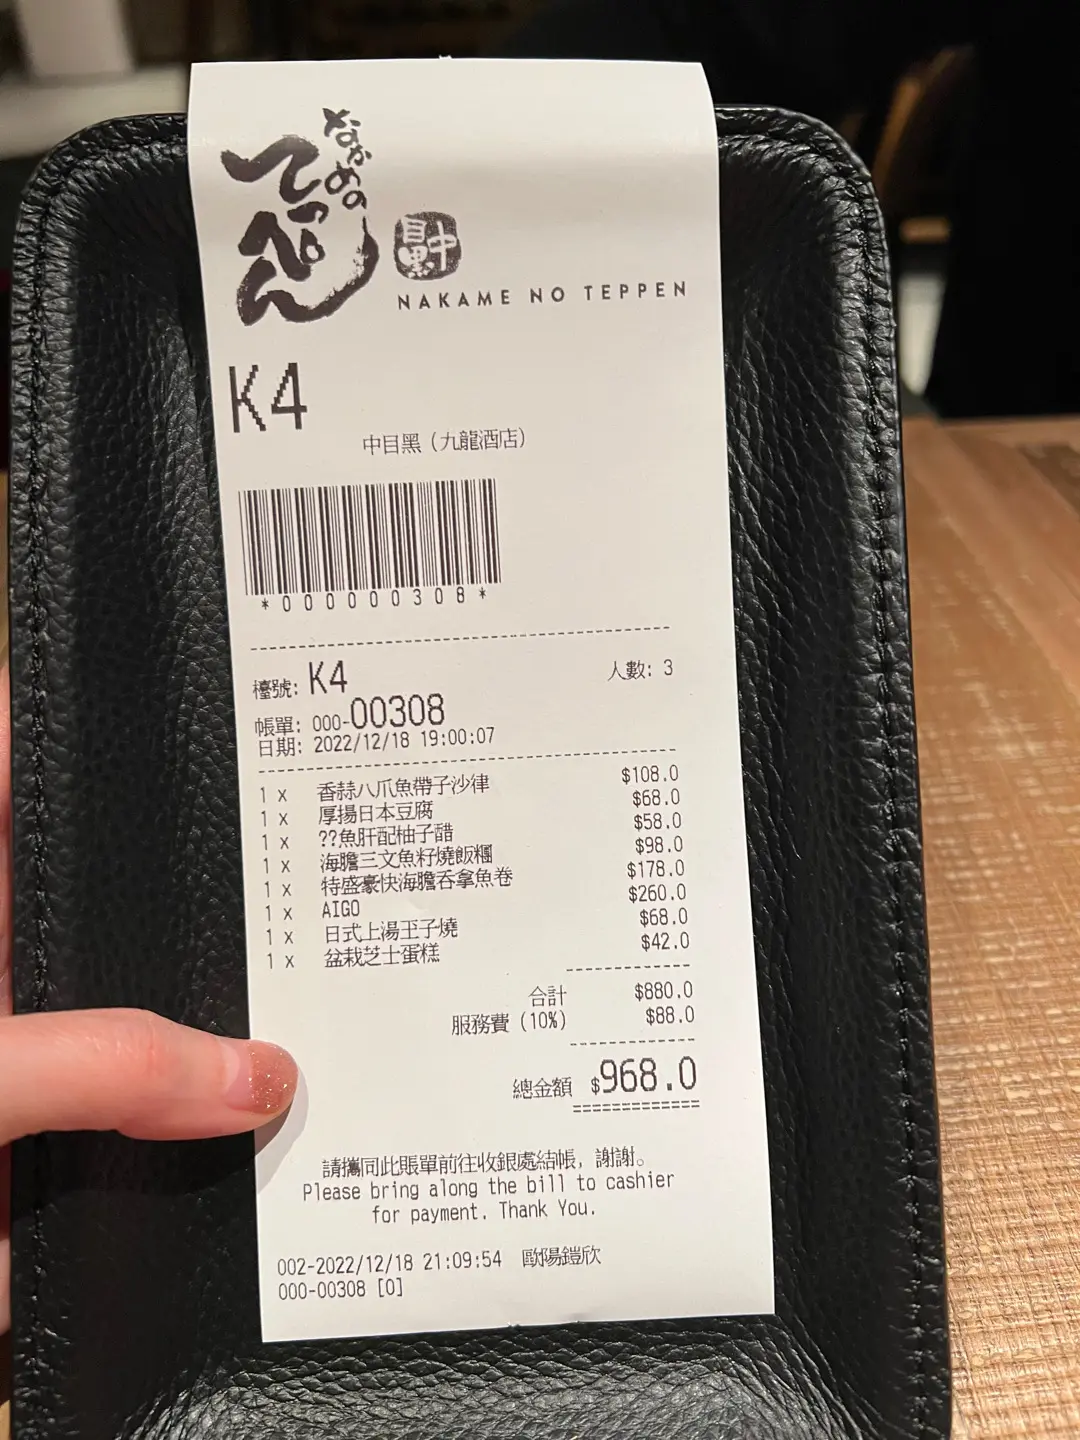 なかめの
てっぺん
中目黒
NAKAME NO TEPPEN
K4
中目黑 (九龍酒店)
*000000308*
檯號: K4 人數: 3
帳單: 000-00308
日期: 2022/12/18 19:00:07
1 x 香蒜八爪魚帶子沙律 $108.0
1 x 厚揚日本豆腐 $68.0
1 x ??魚肝配柚子醋 $58.0
1 x 海膽三文魚籽燒飯糰 $98.0
1 x 特盛豪快海膽吞拿魚卷 $178.0
1 x AIGO $260.0
1 x 日式上湯玉子燒 $68.0
1 x 盆栽芝士蛋糕 $42.0
合計 $880.0
服務費 (10%) $88.0
總金額 $968.0
請攜同此賬單前往收銀處結帳, 謝謝。
Please bring along the bill to cashier
for payment. Thank You.
002-2022/12/18 21:09:54 歐陽鎧欣
000-00308 [0]